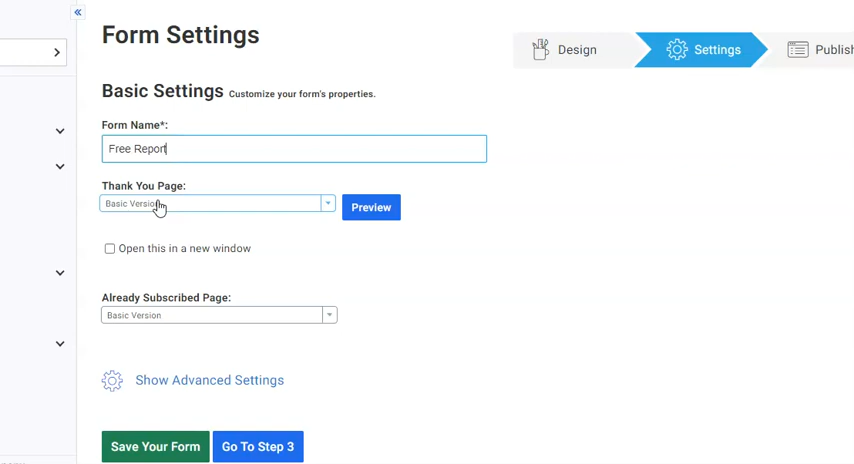 «
Form Settings
Design
Settings
Publish
Basic Settings Customize your form's properties.
Form Name*:
Free Report
Thank You Page:
Basic Version
Preview
Open this in a new window
Already Subscribed Page:
Basic Version
Show Advanced Settings
Save Your Form
Go To Step 3